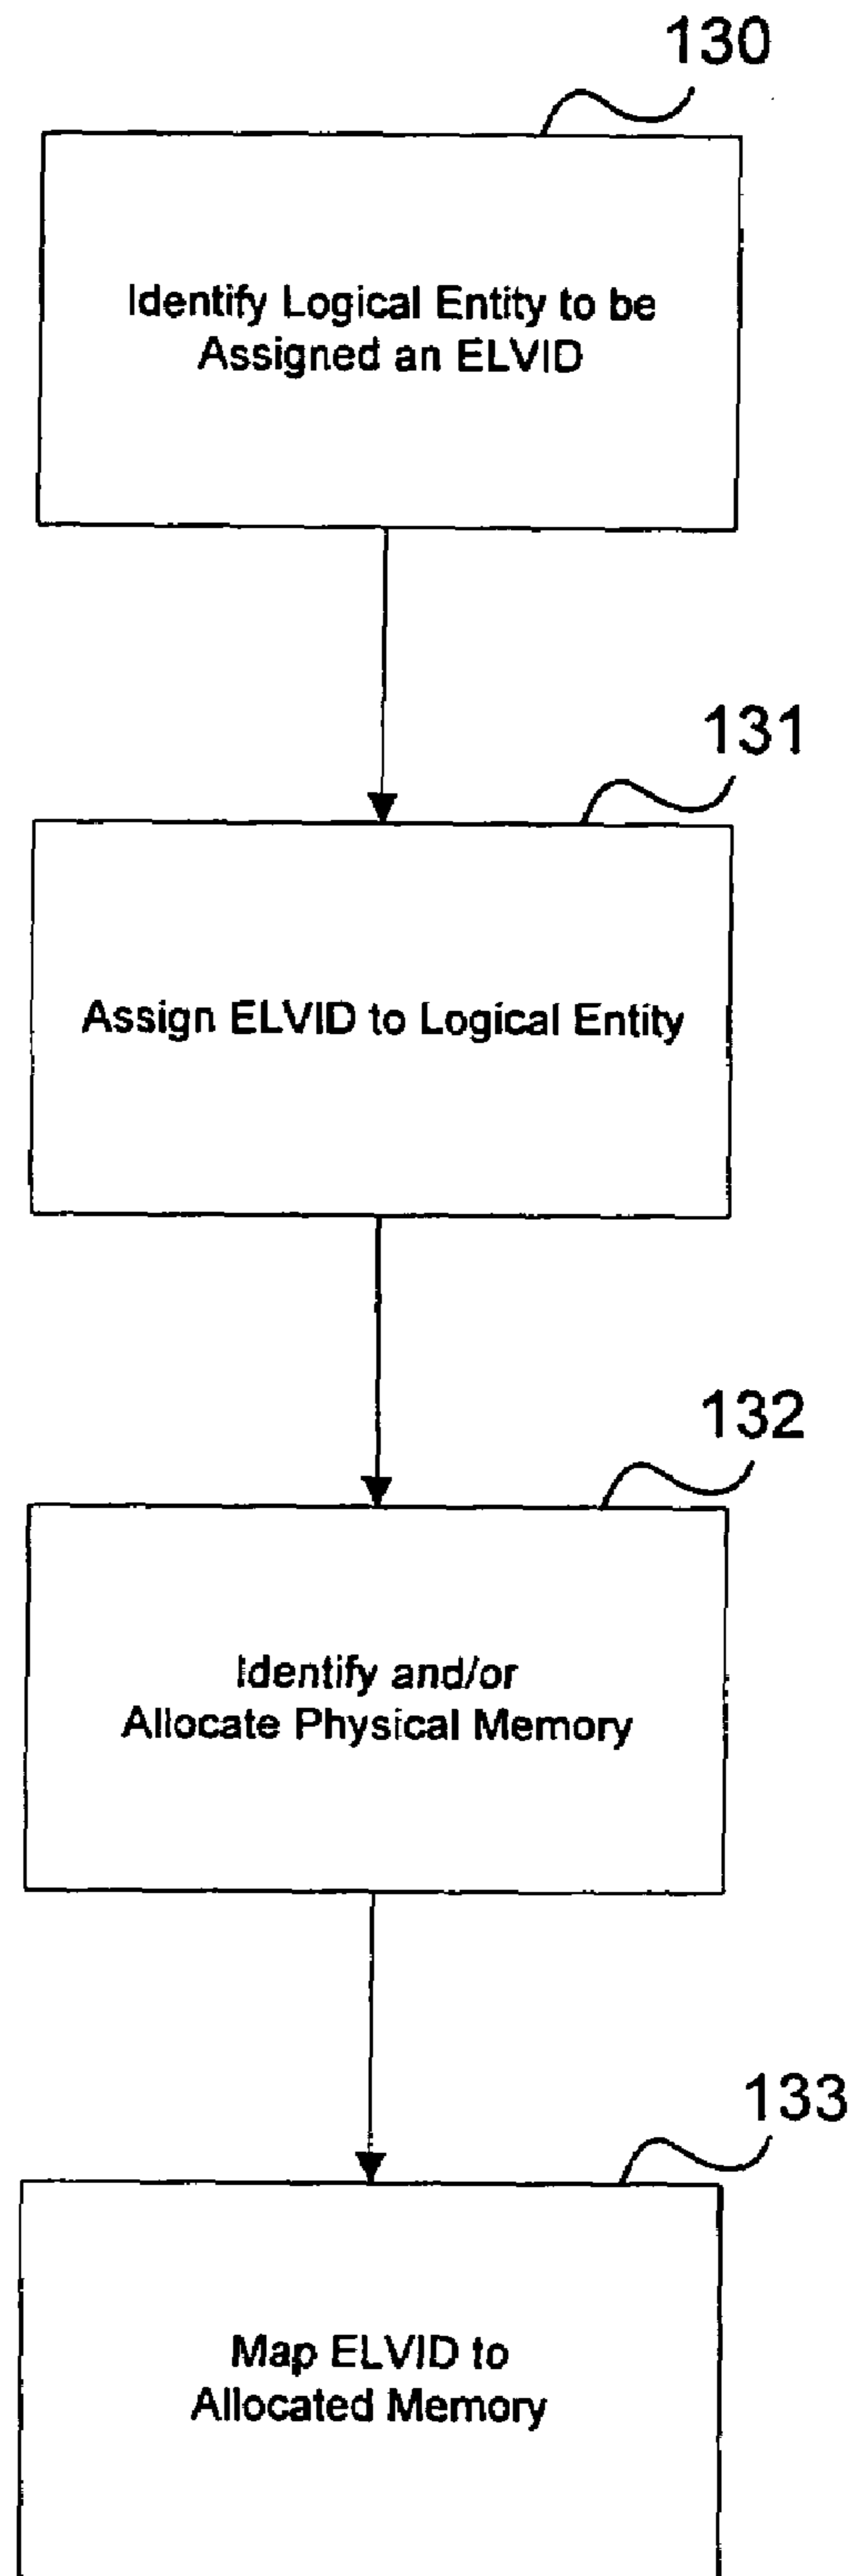 130
Identify Logical Entity to be
Assigned an ELVID
131
Assign ELVID to Logical Entity
132
Identify and/or
Allocate Physical Memory
133
Map ELVID to
Allocated Memory